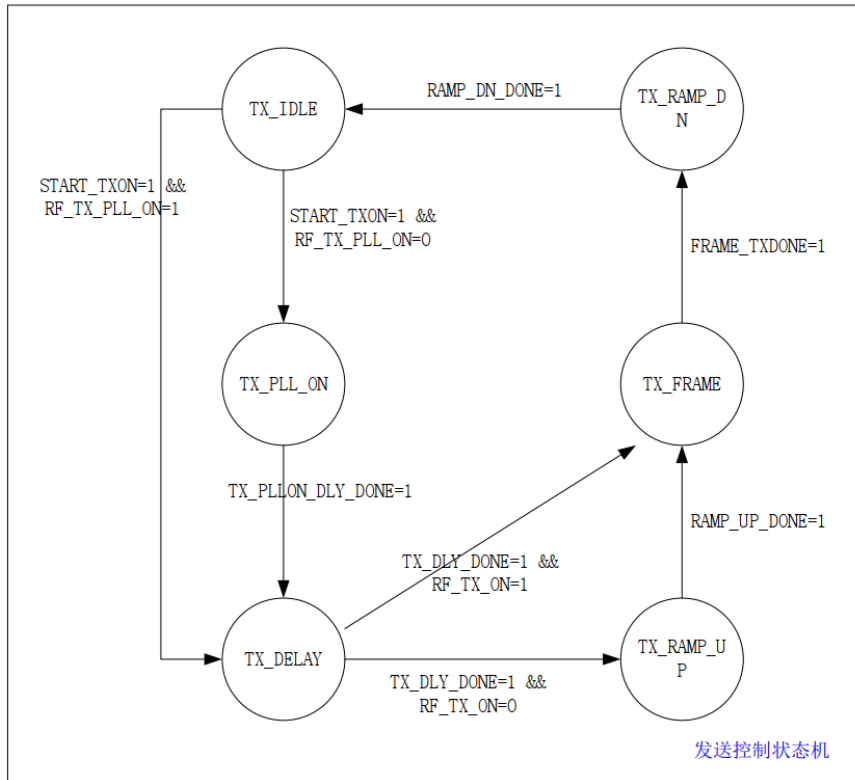 TX_IDLE
RAMP_DN_DONE=1
TX_RAMP_D
N
START_TXON=1 &&
RF_TX_PLL_ON=1
START_TXON=1 &&
RF_TX_PLL_ON=0
FRAME_TXDONE=1
TX_PLL_ON
TX_FRAME
TX_PLLON_DLY_DONE=1
RAMP_UP_DONE=1
TX_DLY_DONE=1 &&
RF_TX_ON=1
TX_DELAY
TX_DLY_DONE=1 &&
RF_TX_ON=0
TX_RAMP_U
P
发送控制状态机